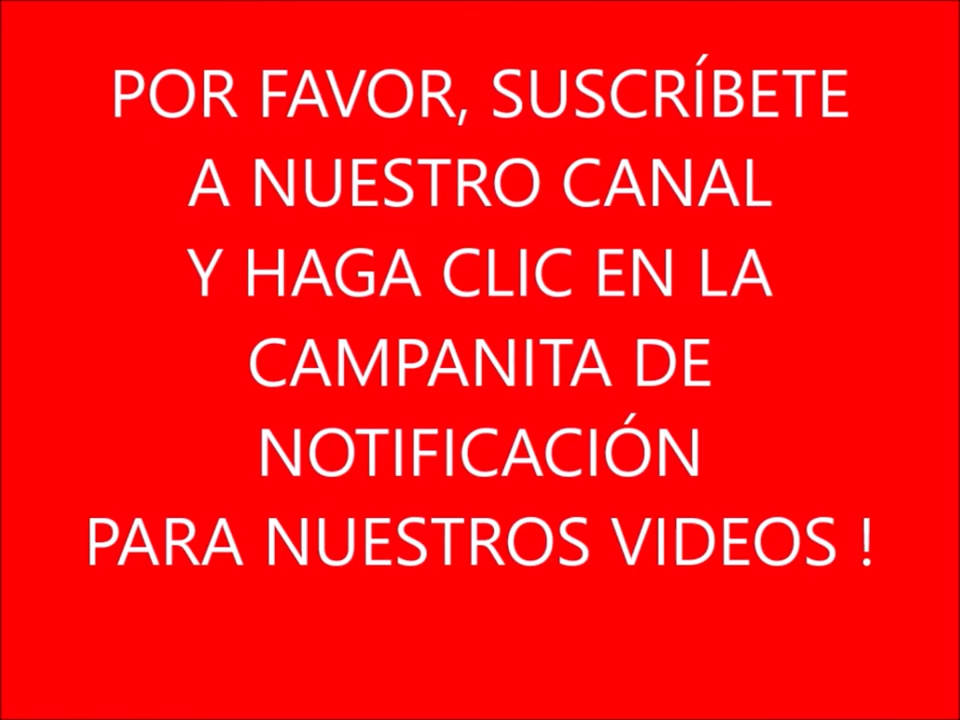 POR FAVOR, SUSCRÍBETE
A NUESTRO CANAL
Y HAGA CLIC EN LA
CAMPANITA DE
NOTIFICACIÓN
PARA NUESTROS VIDEOS !